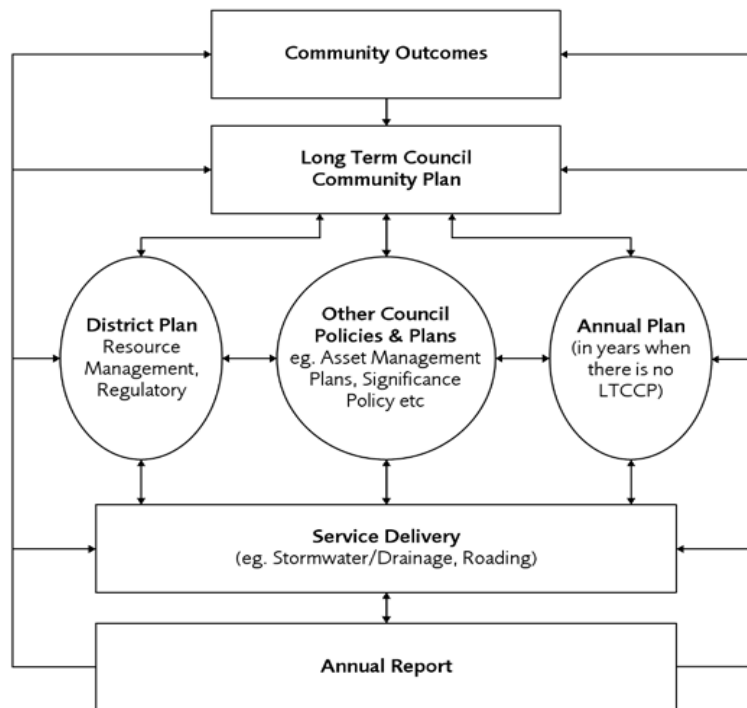 Community Outcomes
Long Term Council
Community Plan
District Plan
Resource
Management,
Regulatory
Other Council
Policies & Plans
eg. Asset Management
Plans, Significance
Policy etc
Annual Plan
(in years when
there is no
LTCCP)
Service Delivery
(eg. Stormwater/Drainage, Roading)
Annual Report